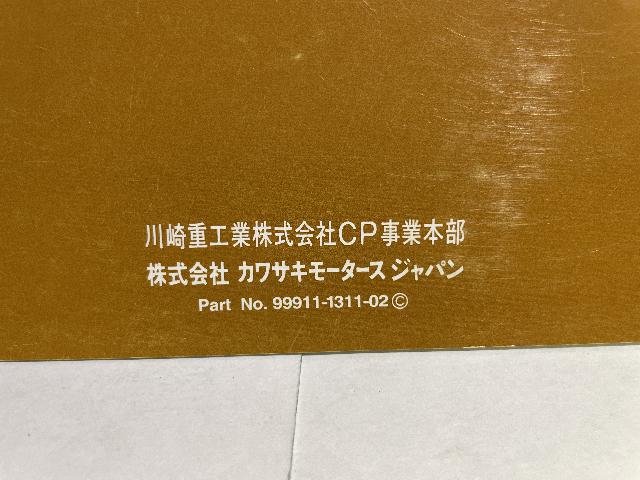 川崎重工業株式会社CP事業本部
株式会社 カワサキモータース ジャパン
Part No. 99911-1311-02 ©